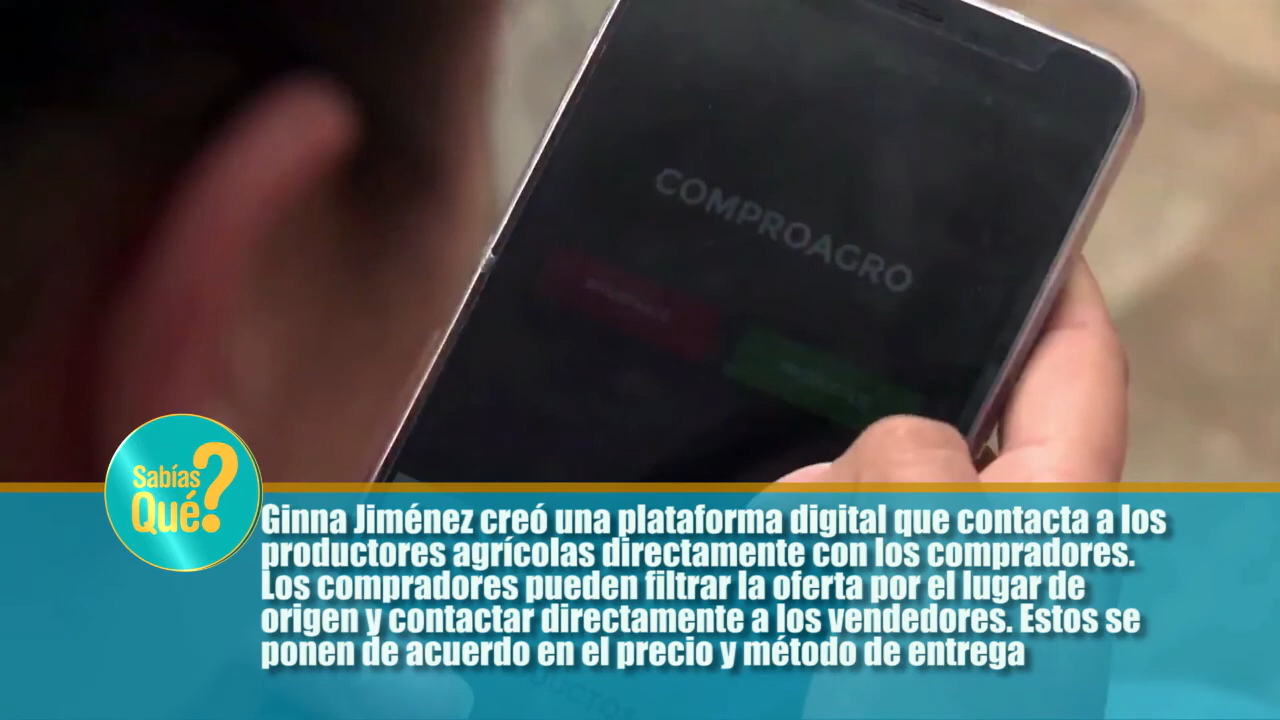 COMPROAGRO
Sabías
Qué?
Ginna Jiménez creó una plataforma digital que contacta a los
productores agrícolas directamente con los compradores.
Los compradores pueden filtrar la oferta por el lugar de
origen y contactar directamente a los vendedores. Estos se
ponen de acuerdo en el precio y método de entrega